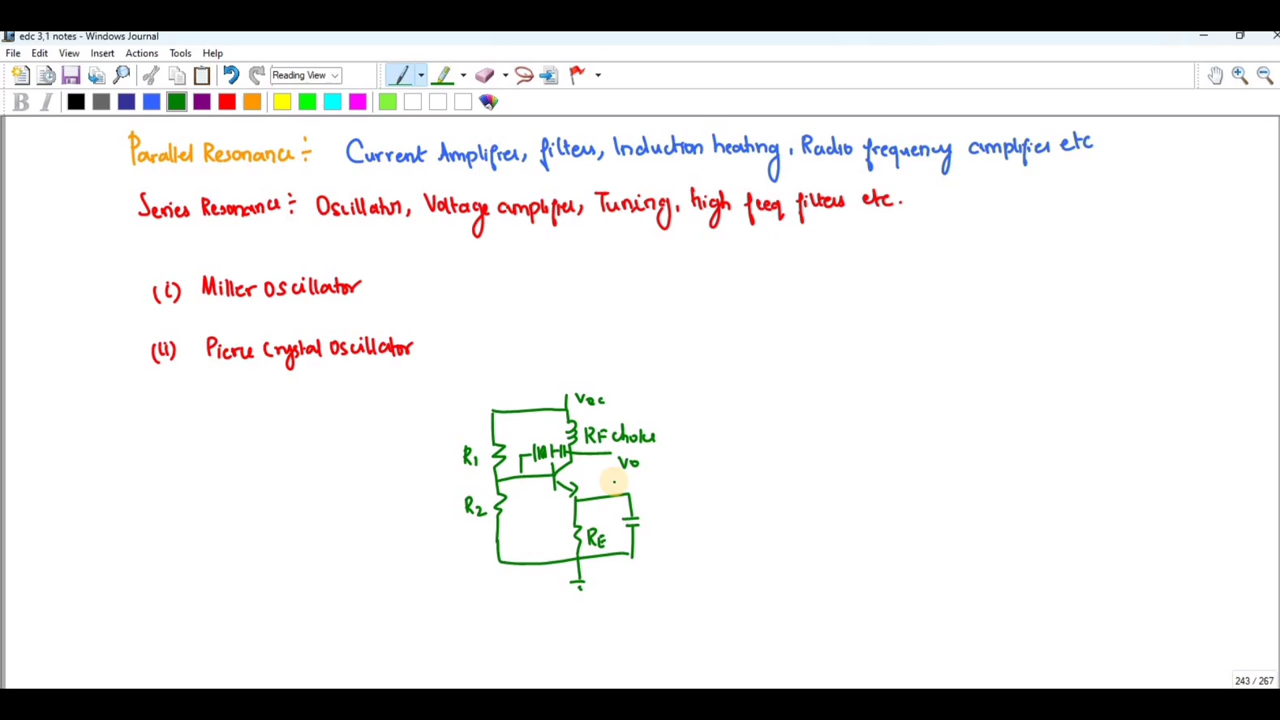 edc 3,1 notes - Windows Journal
File Edit View Insert Actions Tools Help
Reading View
B I
Parallel Resonance :- Current Amplifier, filters, Induction heating, Radio frequency amplifier etc
Series Resonance :- Oscillator, Voltage amplifier, Tuning, high freq filters etc.
(i) Miller Oscillator
(ii) Pierce Crystal Oscillator
Vcc
RF choke
R1
Vo
R2
RE
243 / 267